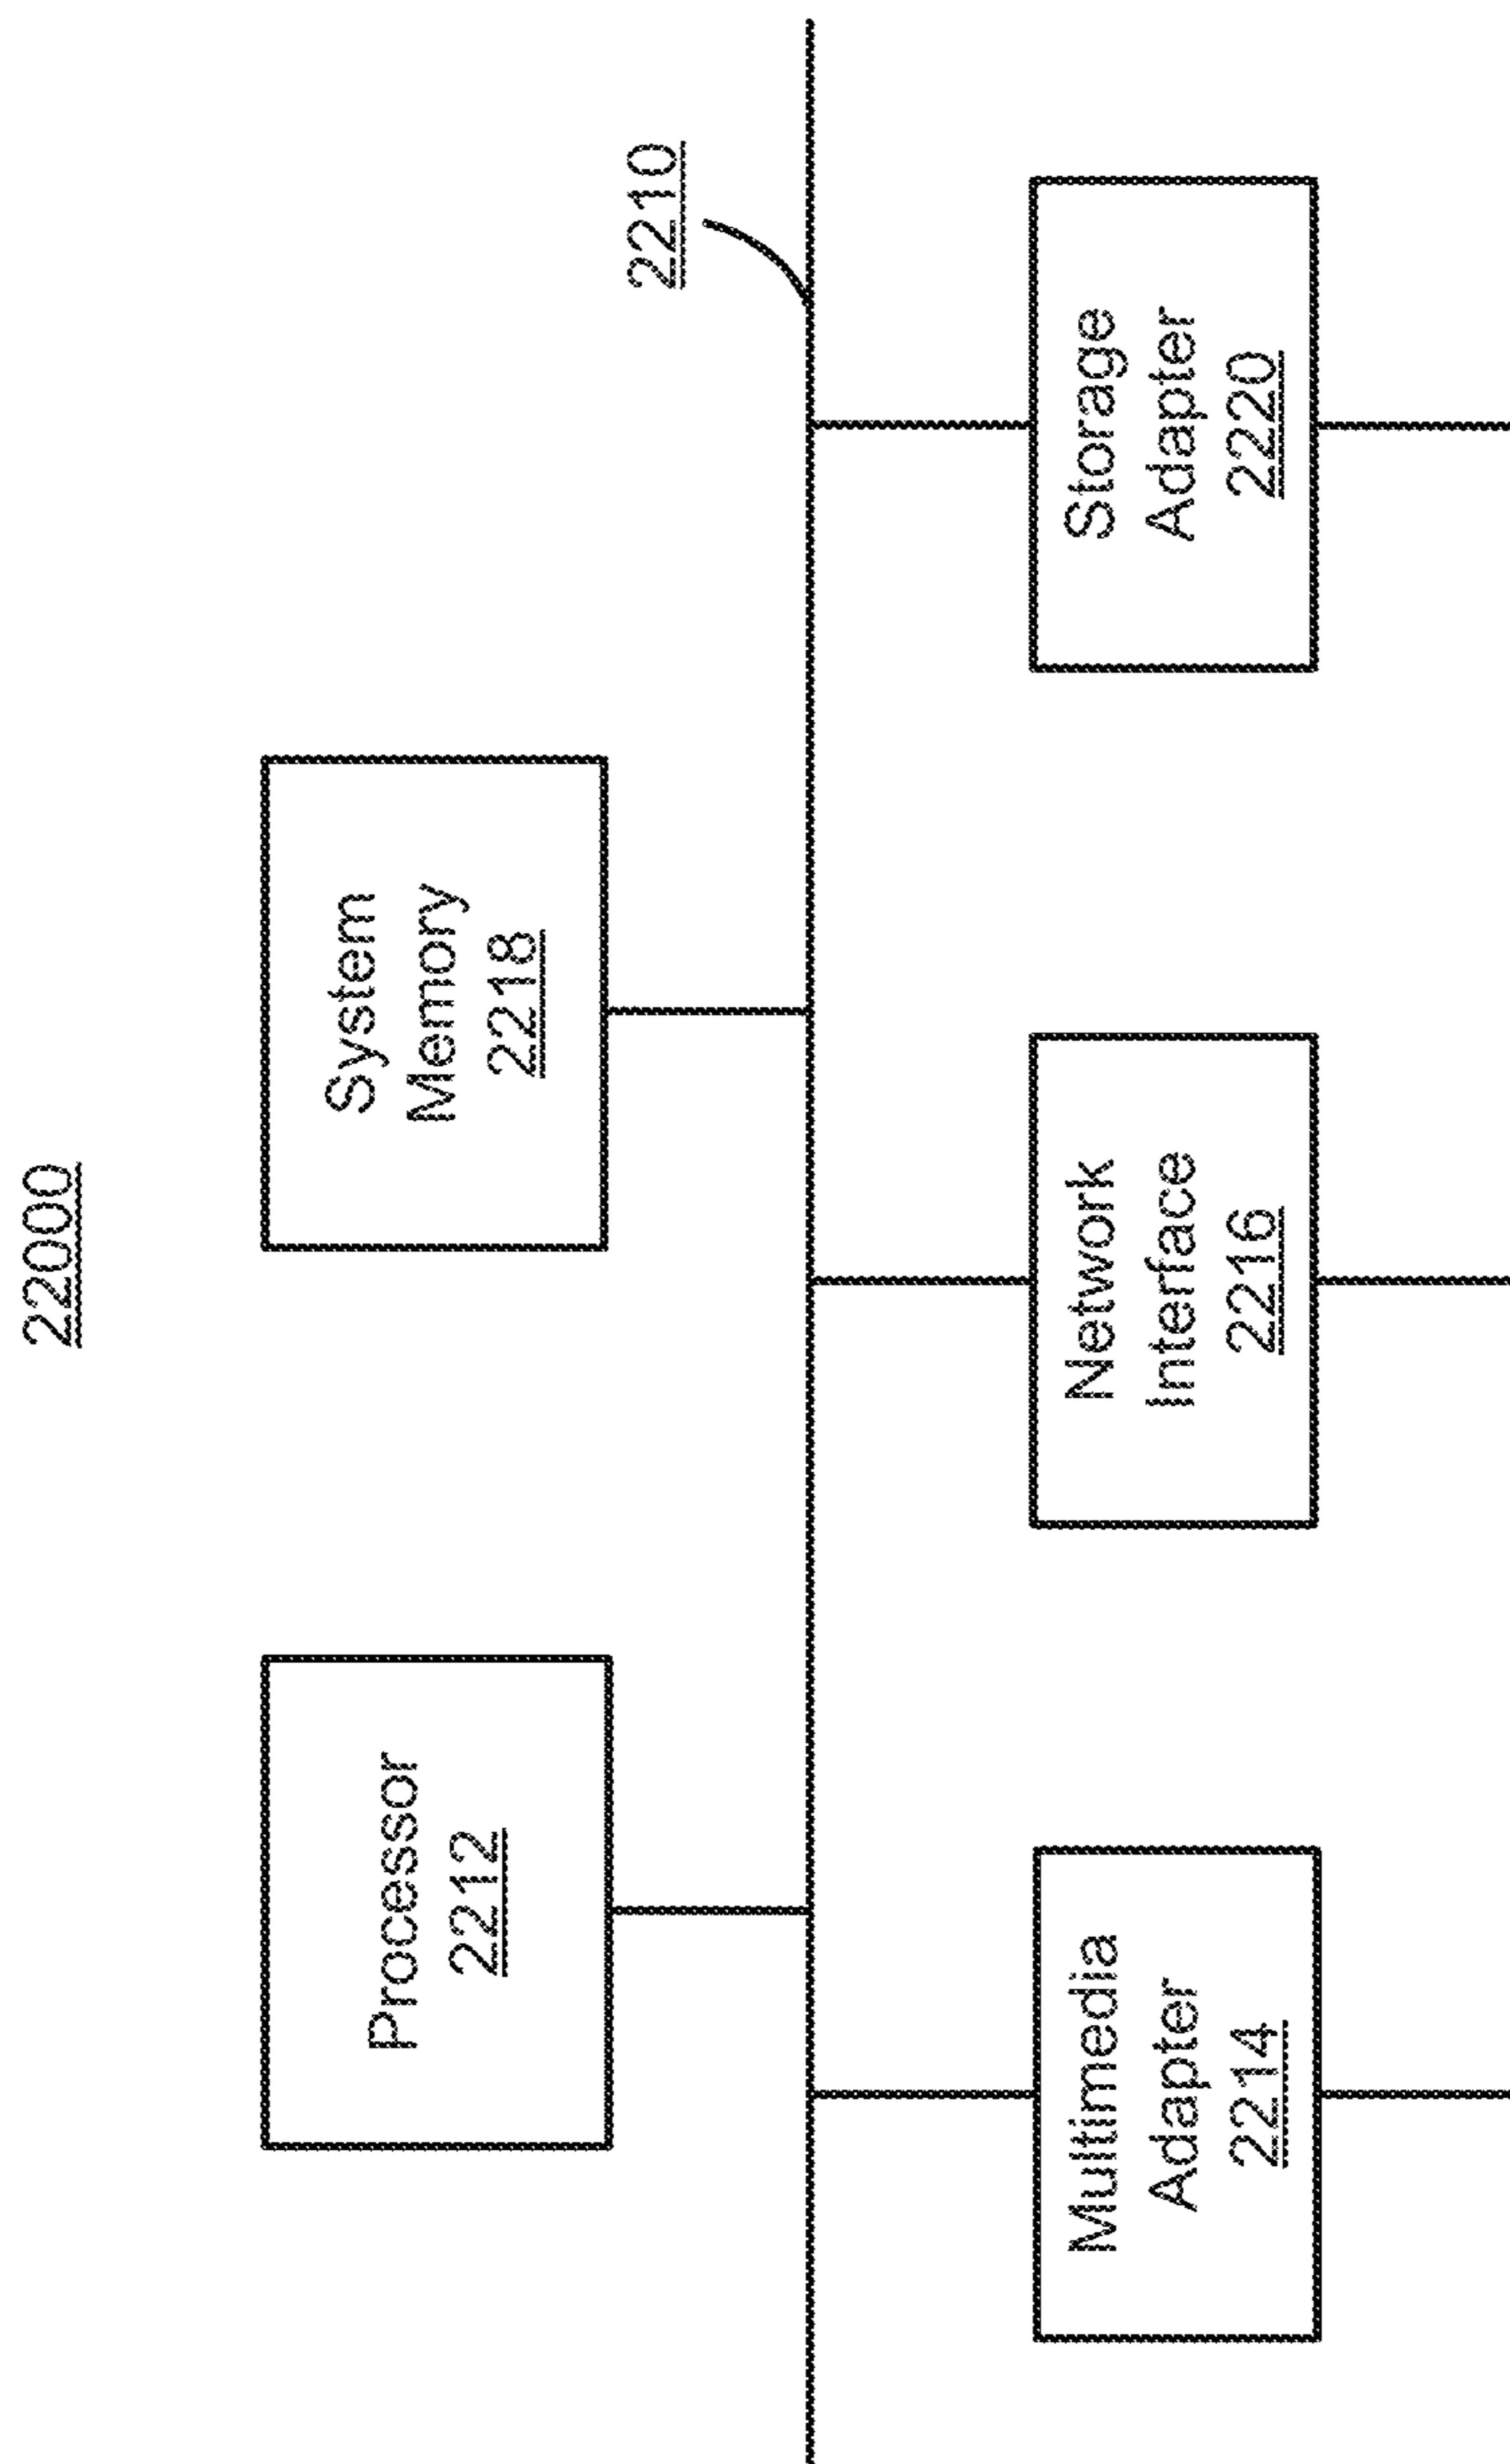 22000
Processor
2212
System
Memory
2218
2210
Multimedia
Adapter
2214
Network
Interface
2216
Storage
Adapter
2220